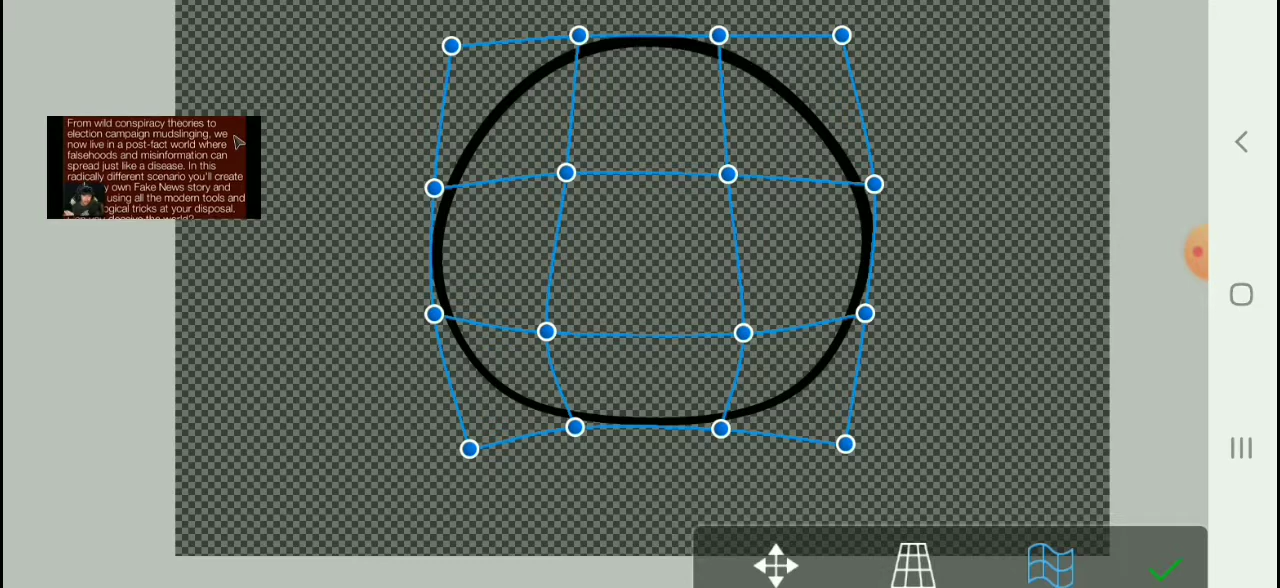 From wild conspiracy theories to
election campaign mudslinging, we
now live in a post-fact world where
falsehoods and misinformation can
spread just like a disease. In this
radically different scenario you'll create
own Fake News story and
using all the modern tools and
tricks at your disposal.